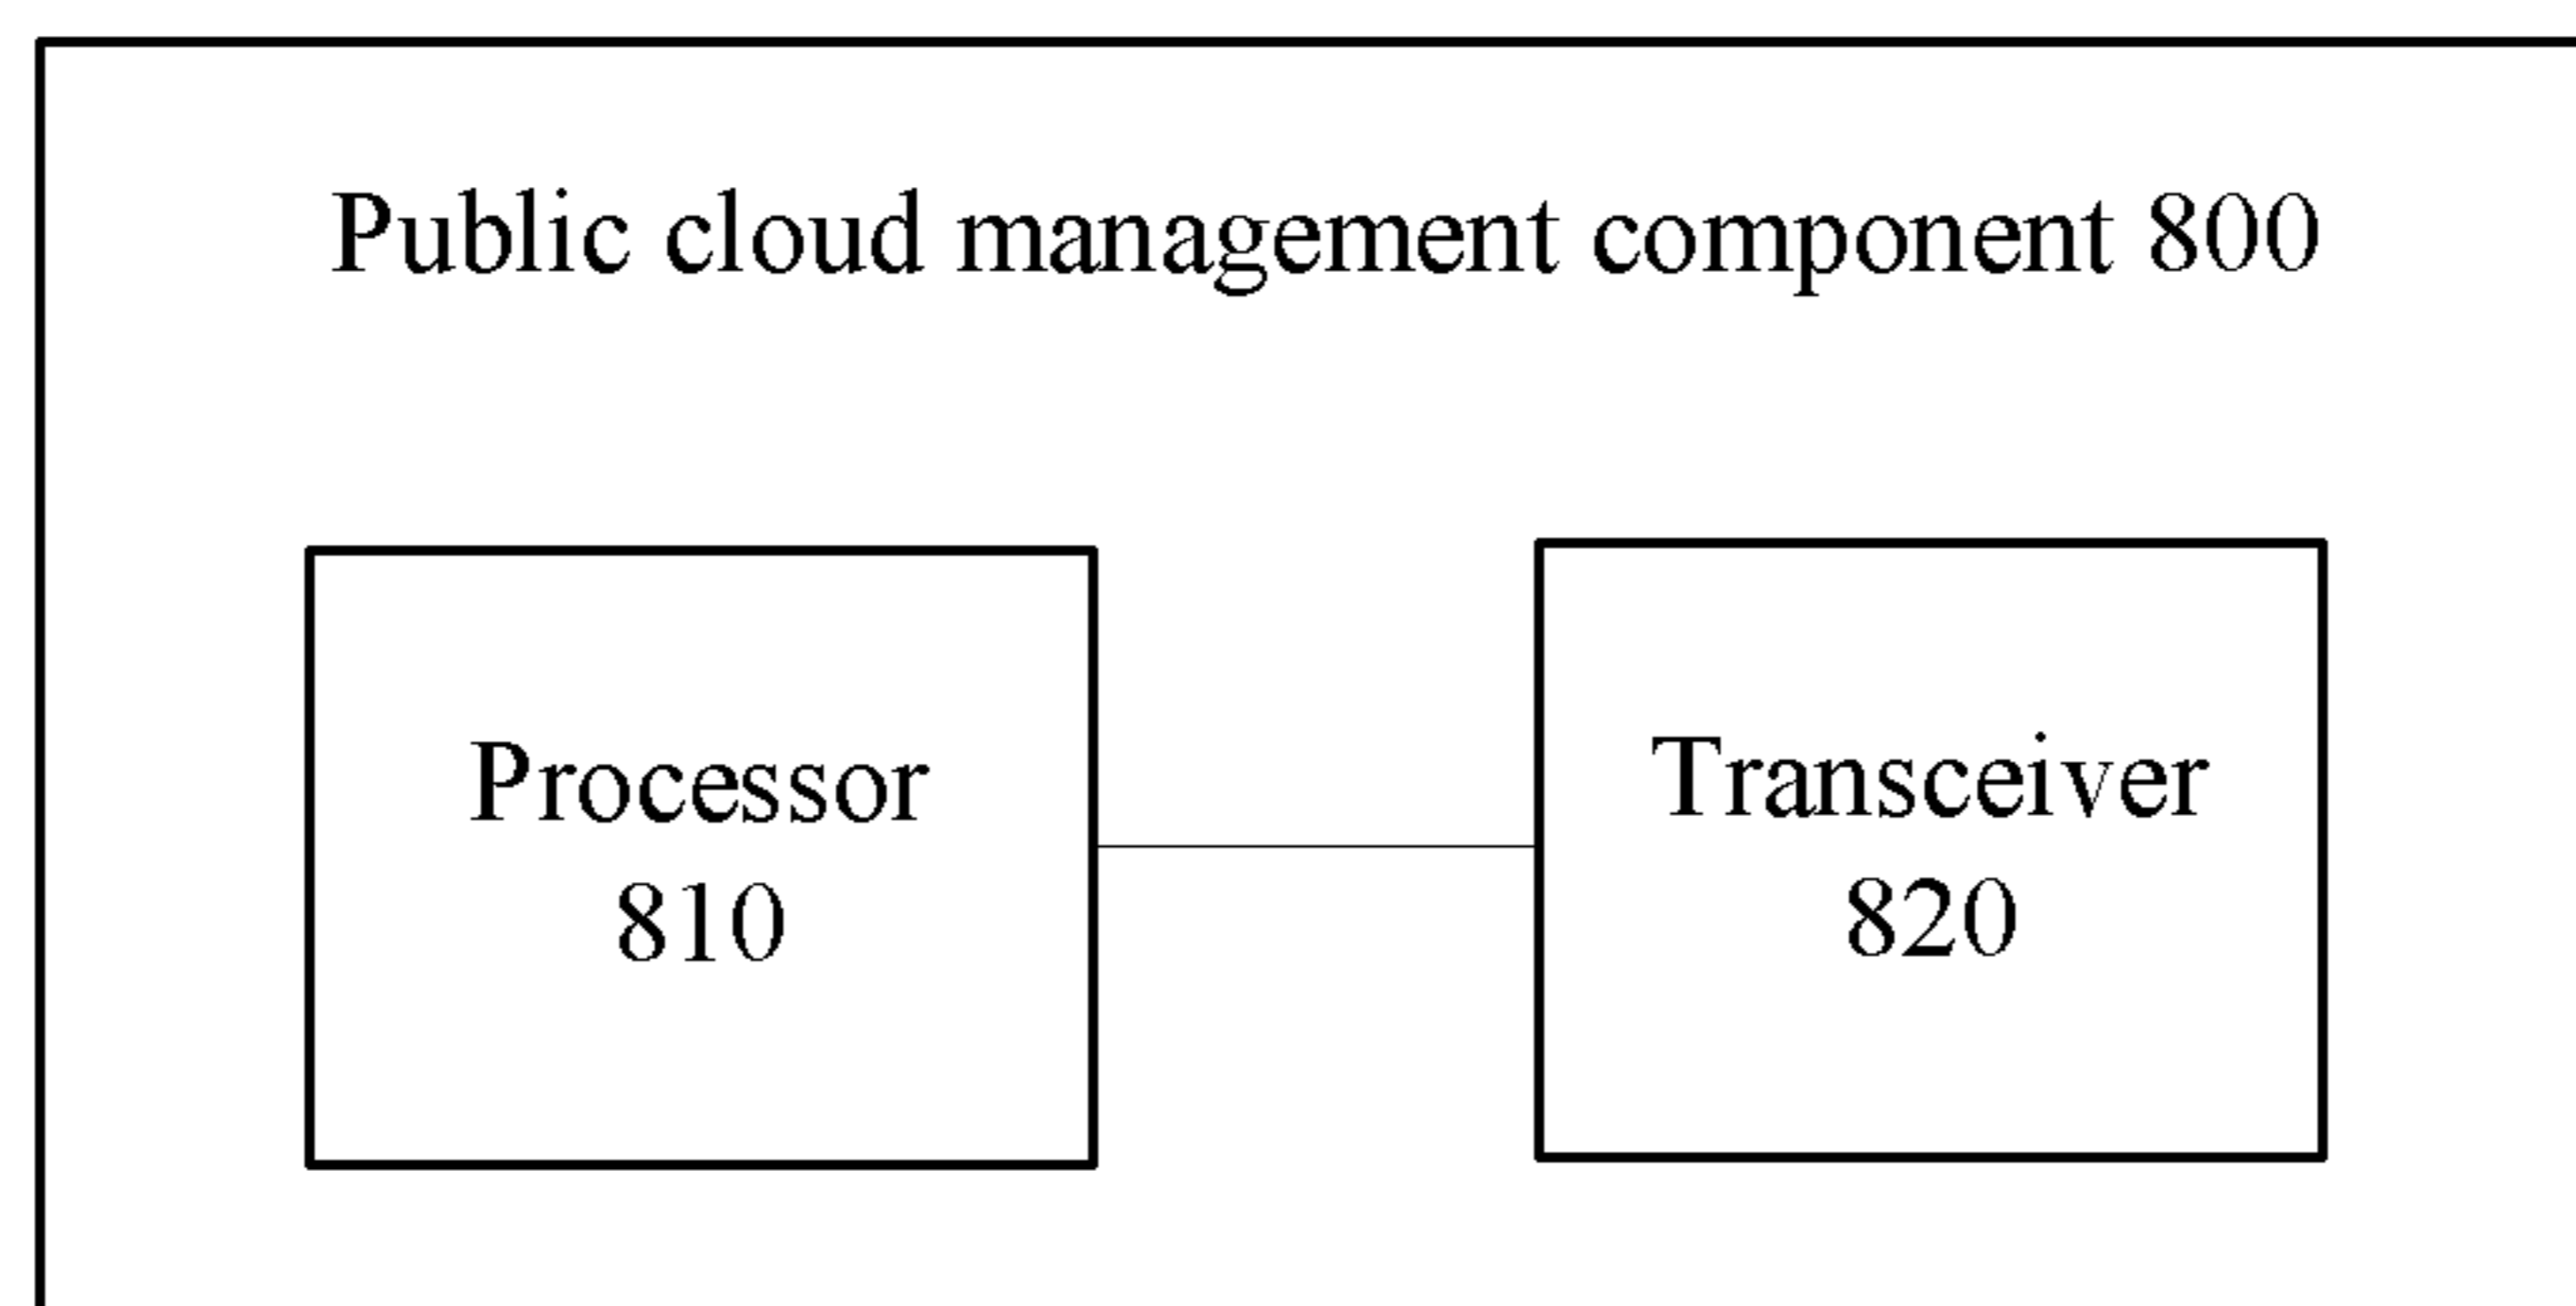 Public cloud management component 800
Processor
810
Transceiver
820